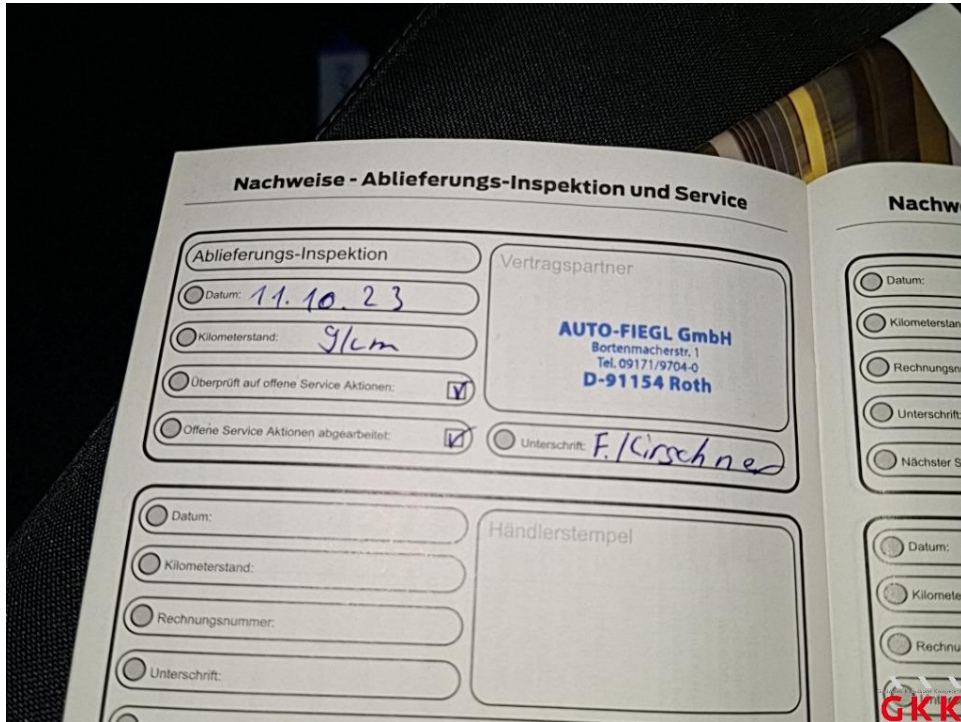 Nachweise - Ablieferungs-Inspektion und Service
Ablieferungs-Inspektion
Datum: 11.10.23
Kilometerstand: 9/cm
Überprüft auf offene Service Aktionen:
Offene Service Aktionen abgearbeitet:
Vertragspartner
AUTO-FIEGL GmbH
Bortenmacherstr. 1
Tel. 09171/9704-0
D-91154 Roth
Unterschrift: F. Kirschner
Datum:
Kilometerstand:
Rechnungsnummer:
Unterschrift:
Händlerstempel
Nachw
Datum:
Kilometerstan
Rechnungsn
Unterschrift:
Nächster S
Datum:
Kilomete
Rechnu
GKK